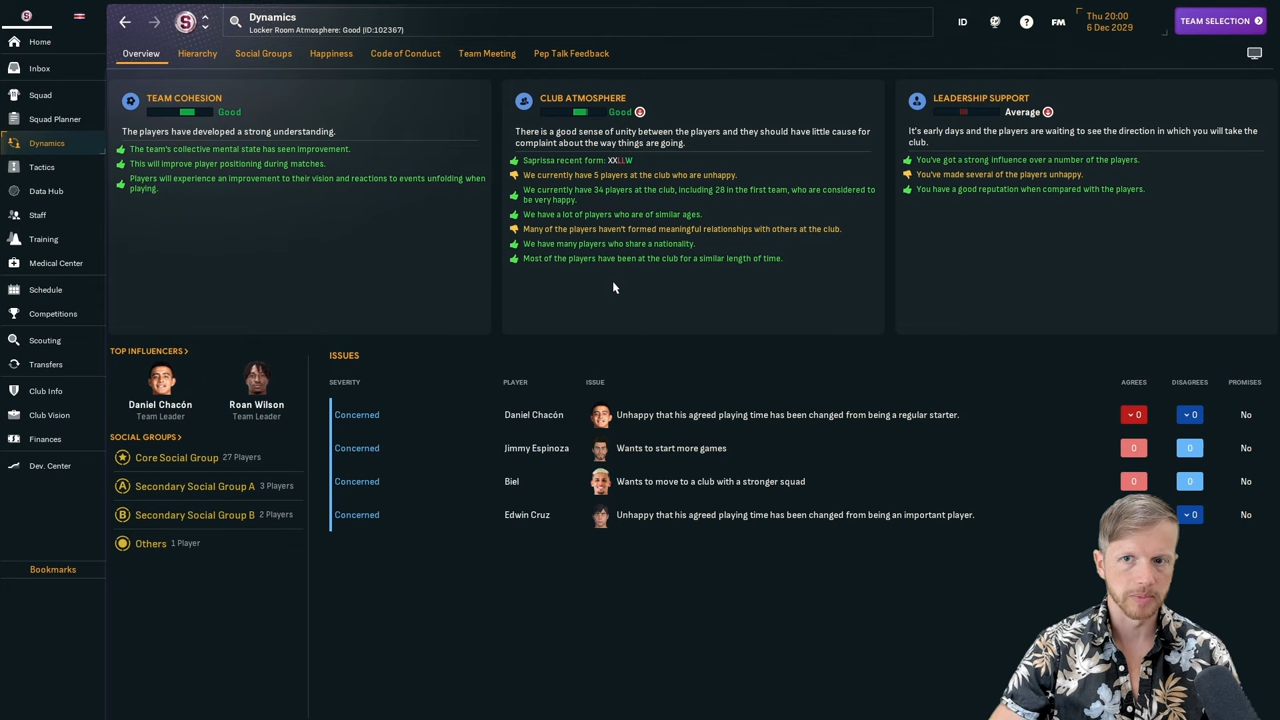 Dynamics
Locker Room Atmosphere: Good (ID:102367)
ID
FM
Thu 20:00
6 Dec 2029
TEAM SELECTION
Overview
Hierarchy
Social Groups
Happiness
Code of Conduct
Team Meeting
Pep Talk Feedback
Home
Inbox
Squad
Squad Planner
Dynamics
Tactics
Data Hub
Staff
Training
Medical Center
Schedule
Competitions
Scouting
Transfers
Club Info
Club Vision
Finances
Dev. Center
Bookmarks
TEAM COHESION
Good
The players have developed a strong understanding.
The team's collective mental state has seen improvement.
This will improve player positioning during matches.
Players will experience an improvement to their vision and reactions to events unfolding when
playing.
CLUB ATMOSPHERE
Good
There is a good sense of unity between the players and they should have little cause for
complaint about the way things are going.
Saprissa recent form: XXLLW
We currently have 5 players at the club who are unhappy.
We currently have 34 players at the club, including 28 in the first team, who are considered to
be very happy.
We have a lot of players who are of similar ages.
Many of the players haven't formed meaningful relationships with others at the club.
We have many players who share a nationality.
Most of the players have been at the club for a similar length of time.
LEADERSHIP SUPPORT
Average
It's early days and the players are waiting to see the direction in which you will take the
club.
You've got a strong influence over a number of the players.
You've made several of the players unhappy.
You have a good reputation when compared with the players.
TOP INFLUENCERS >
Daniel Chacón
Team Leader
Roan Wilson
Team Leader
SOCIAL GROUPS >
Core Social Group 27 Players
A Secondary Social Group A 3 Players
B Secondary Social Group B 2 Players
Others 1 Player
ISSUES
SEVERITY PLAYER ISSUE AGREES DISAGREES PROMISES
Concerned Daniel Chacón Unhappy that his agreed playing time has been changed from being a regular starter. 0 0 No
Concerned Jimmy Espinoza Wants to start more games 0 0 No
Concerned Biel Wants to move to a club with a stronger squad 0 0 No
Concerned Edwin Cruz Unhappy that his agreed playing time has been changed from being an important player. 0 No